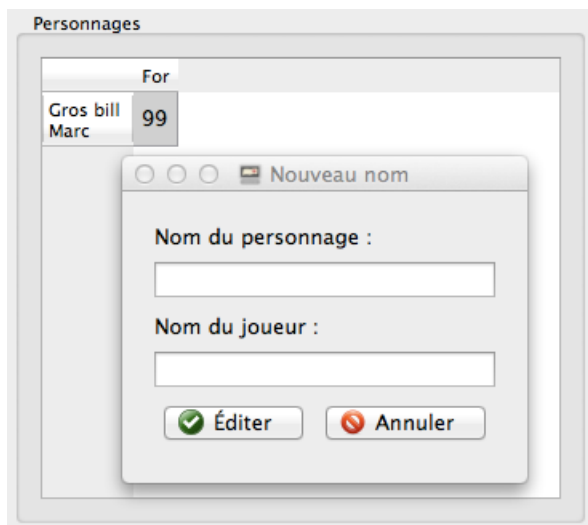 Personnages
For
Gros bill
Marc
99
Nouveau nom
Nom du personnage :
Nom du joueur :
Éditer
Annuler